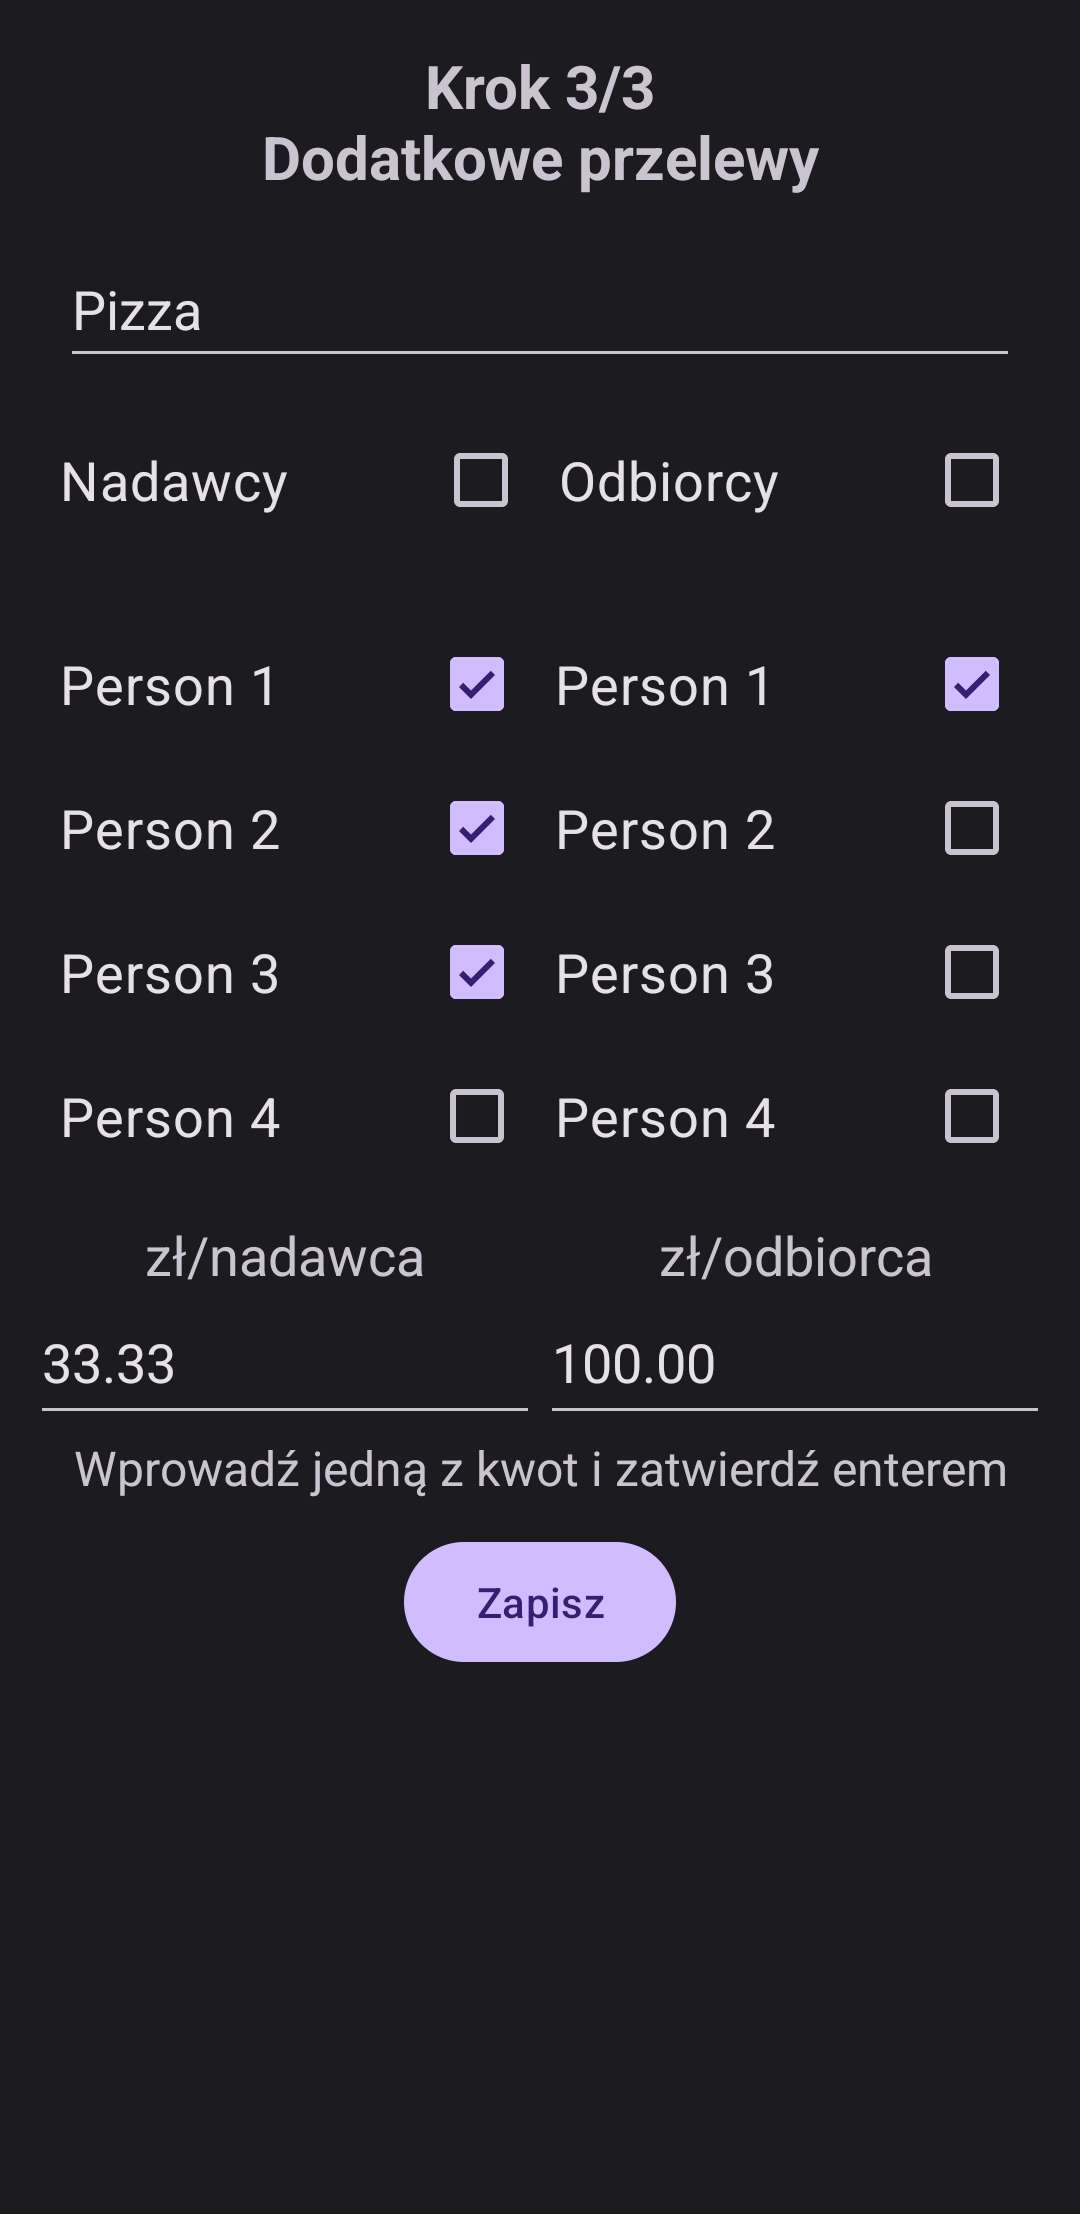 Krok 3/3
Dodatkowe przelewy
Pizza
Nadawcy Odbiorcy
Person 1 Person 1
Person 2 Person 2
Person 3 Person 3
Person 4 Person 4
zł/nadawca zł/odbiorca
33.33 100.00
Wprowadź jedną z kwot i zatwierdź enterem
Zapisz